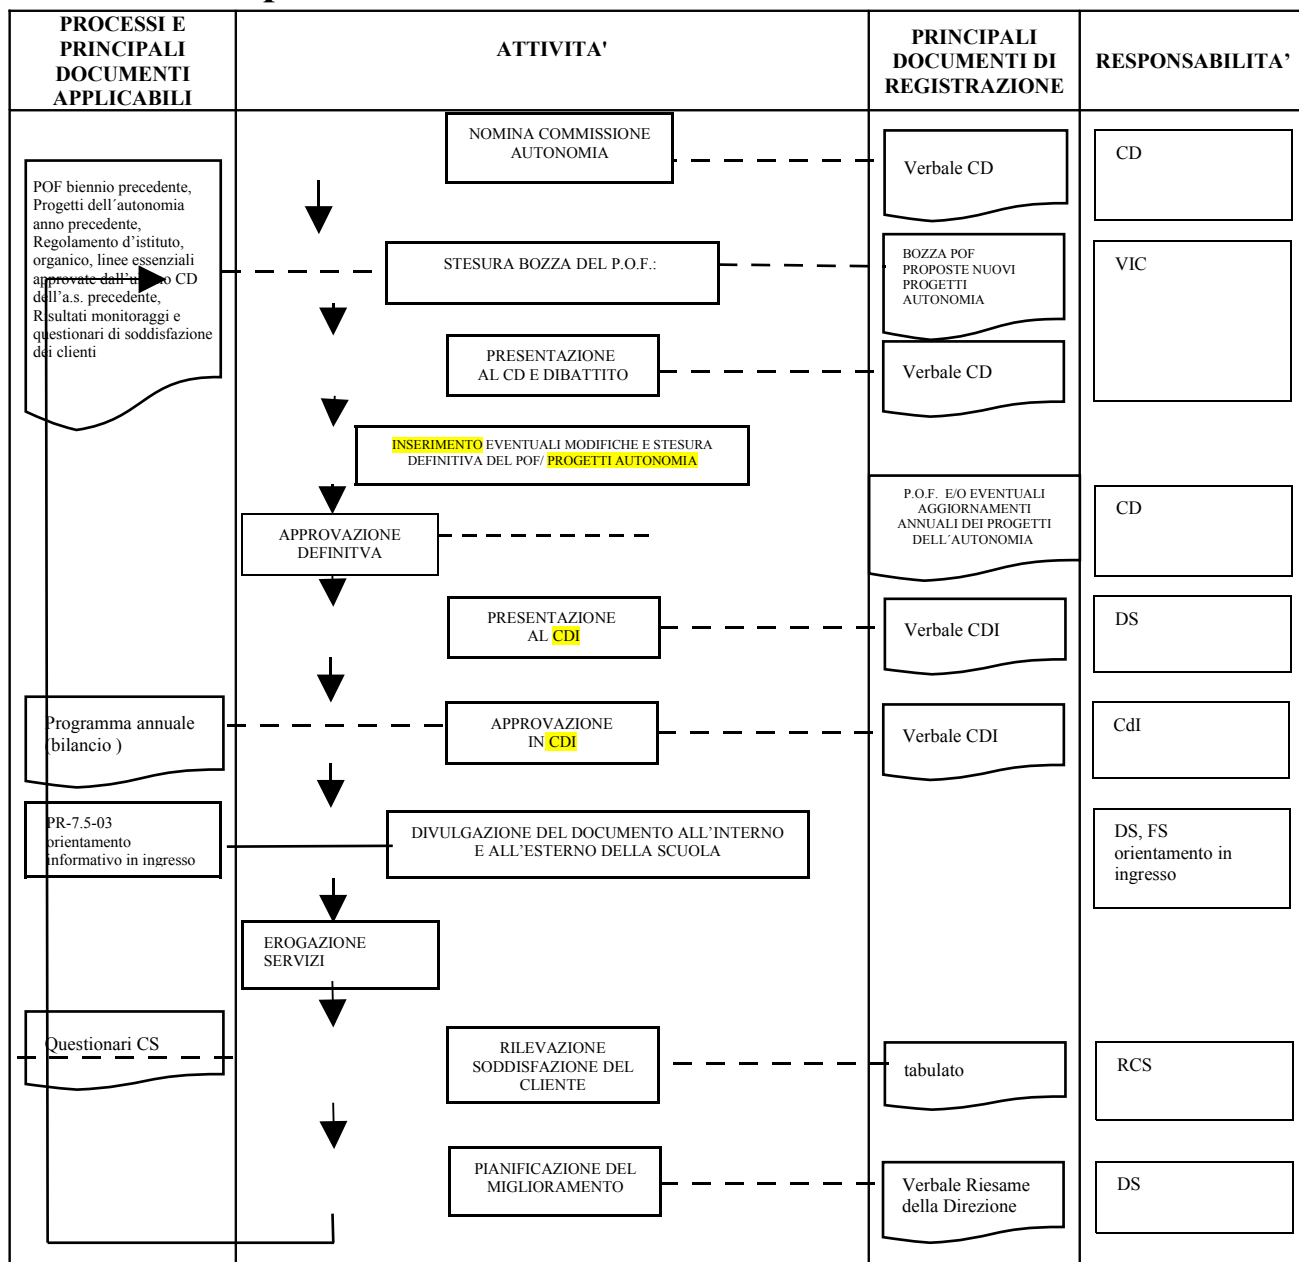 PROCESSI E
PRINCIPALI
DOCUMENTI
APPLICABILI
ATTIVITA'
PRINCIPALI
DOCUMENTI DI
REGISTRAZIONE
RESPONSABILITA’
NOMINA COMMISSIONE
AUTONOMIA
Verbale CD
CD
POF biennio precedente,
Progetti dell’autonomia
anno precedente,
Regolamento d’istituto,
organico, linee essenziali
approvate dall’ultimo CD
dell’a.s. precedente,
Risultati monitoraggi e
questionari di soddisfazione
dei clienti
STESURA BOZZA DEL P.O.F.:
BOZZA POF
PROPOSTE NUOVI
PROGETTI
AUTONOMIA
VIC
PRESENTAZIONE
AL CD E DIBATTITO
Verbale CD
INSERIMENTO EVENTUALI MODIFICHE E STESURA
DEFINITIVA DEL POF/ PROGETTI AUTONOMIA
APPROVAZIONE
DEFINITVA
P.O.F. E/O EVENTUALI
AGGIORNAMENTI
ANNUALI DEI PROGETTI
DELL´AUTONOMIA
CD
PRESENTAZIONE
AL CDI
Verbale CDI
DS
Programma annuale
(bilancio )
APPROVAZIONE
IN CDI
Verbale CDI
CdI
PR-7.5-03
orientamento
informativo in ingresso
DIVULGAZIONE DEL DOCUMENTO ALL’INTERNO
E ALL’ESTERNO DELLA SCUOLA
DS, FS
orientamento in
ingresso
EROGAZIONE
SERVIZI
Questionari CS
RILEVAZIONE
SODDISFAZIONE DEL
CLIENTE
tabulato
RCS
PIANIFICAZIONE DEL
MIGLIORAMENTO
Verbale Riesame
della Direzione
DS